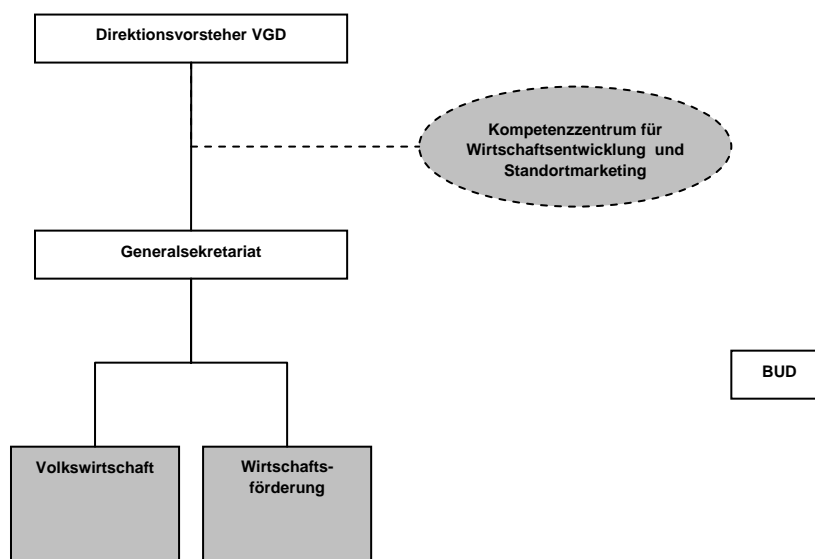 Direktionsvorsteher VGD
Kompetenzzentrum für
Wirtschaftsentwicklung und
Standortmarketing
Generalsekretariat
BUD
Volkswirtschaft
Wirtschafts-
förderung